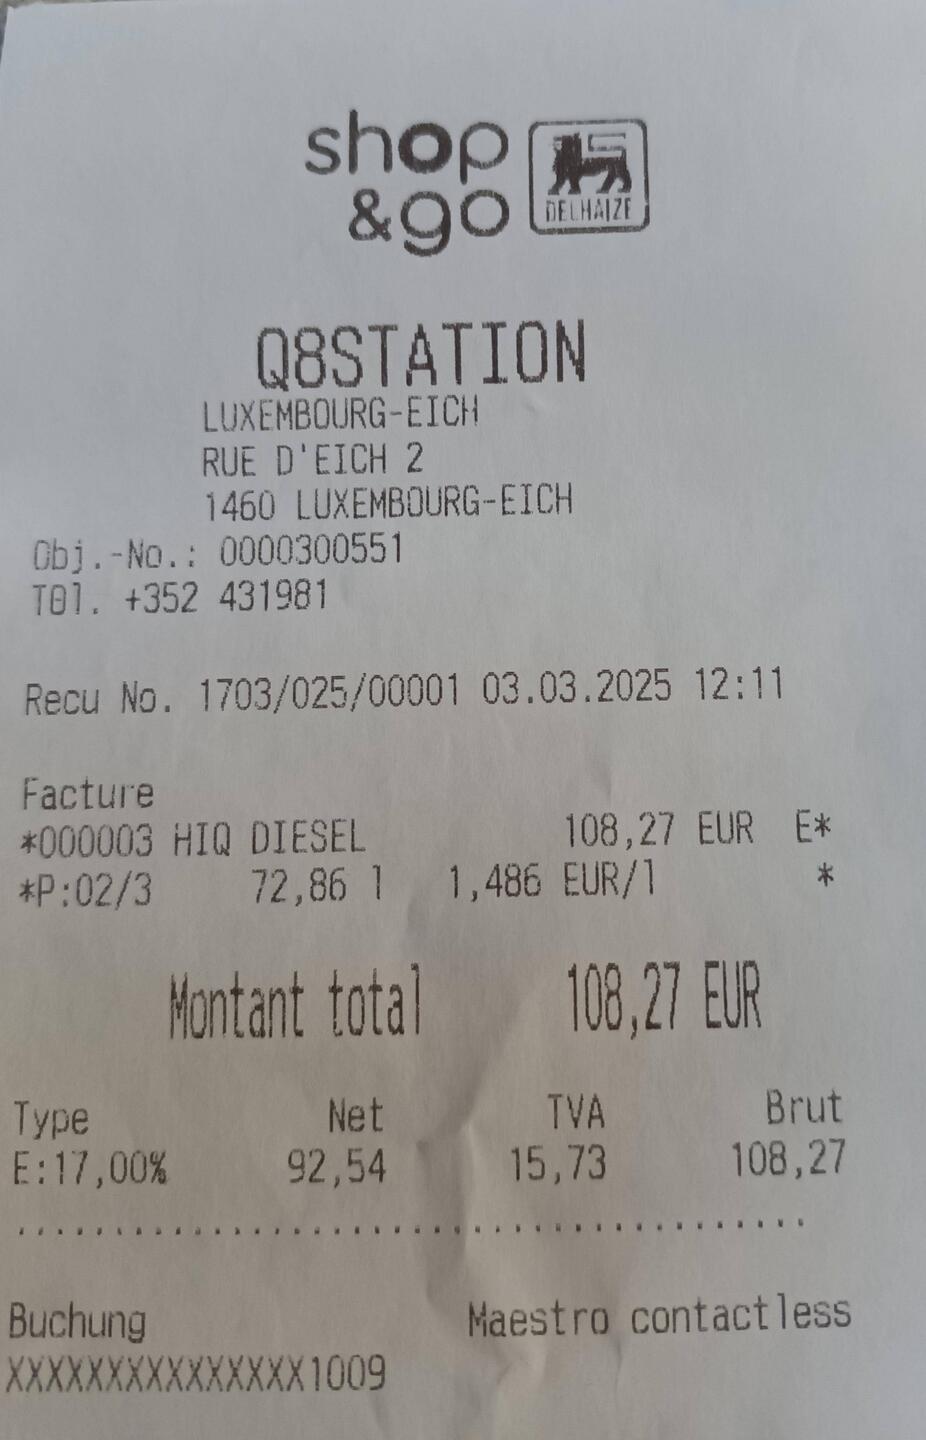 shop
&go
DELHAIZE
Q8STATION
LUXEMBOURG-EICH
RUE D'EICH 2
1460 LUXEMBOURG-EICH
Obj.-No.: 0000300551
Tθl. +352 431981
Recu No. 1703/025/00001 03.03.2025 12:11
Facture
*000003 HIQ DIESEL 108,27 EUR E*
*P:02/3 72,86 l 1,486 EUR/l *
Montant total 108,27 EUR
Type Net TVA Brut
E:17,00% 92,54 15,73 108,27
.........................................
Buchung Maestro contactless
XXXXXXXXXXXXXXX1009